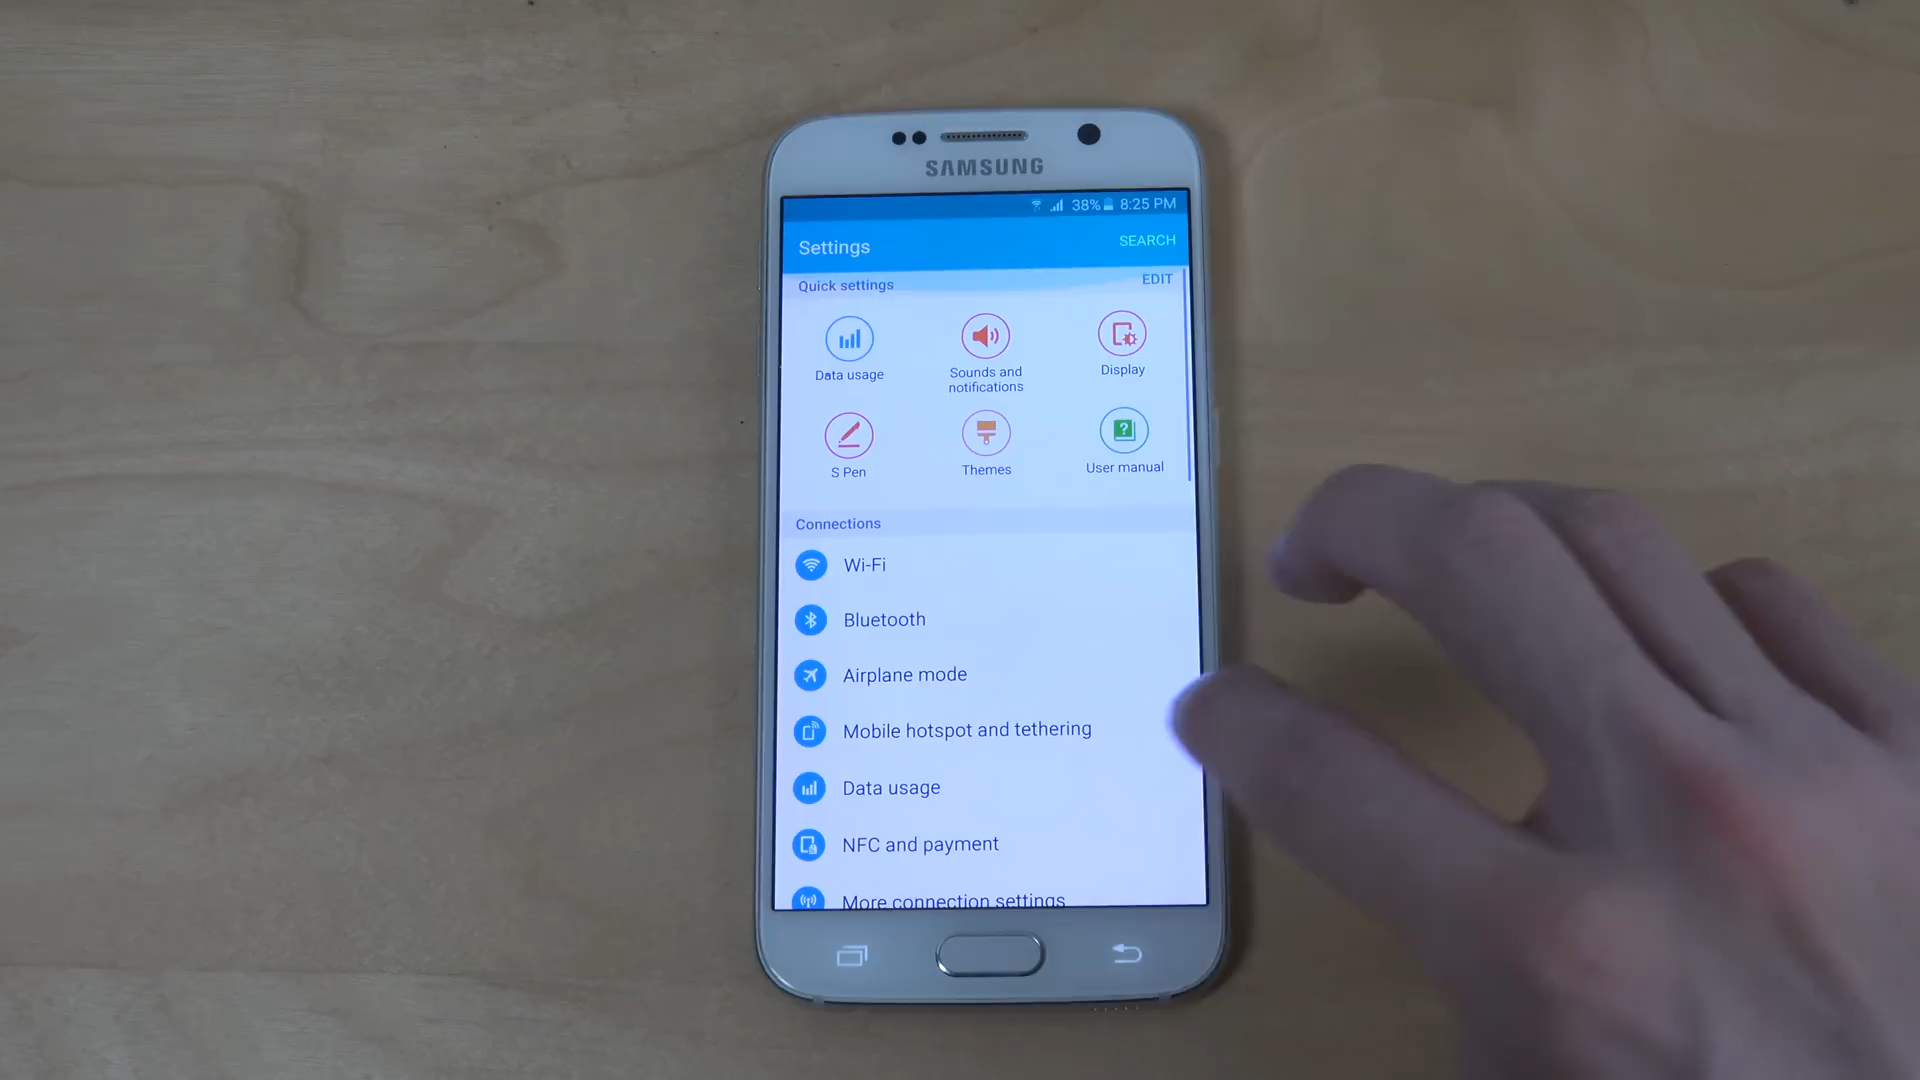 SAMSUNG
38% 8:25 PM
Settings
SEARCH
Quick settings
EDIT
Data usage
Sounds and
notifications
Display
S Pen
Themes
User manual
Connections
Wi-Fi
Bluetooth
Airplane mode
Mobile hotspot and tethering
Data usage
NFC and payment
More connection settings